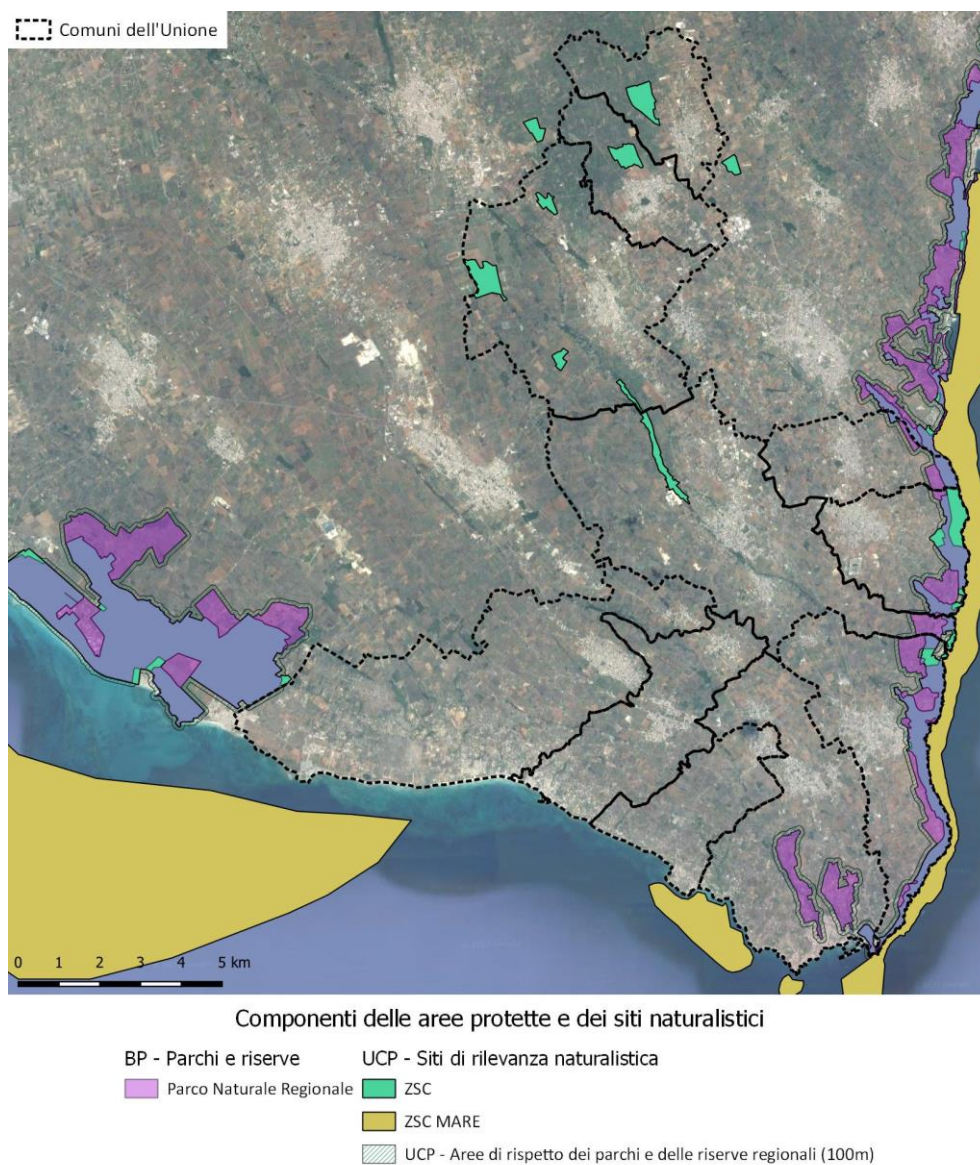 Comuni dell'Unione
0 1 2 3 4 5 km
Componenti delle aree protette e dei siti naturalistici
BP - Parchi e riserve
UCP - Siti di rilevanza naturalistica
Parco Naturale Regionale
ZSC
ZSC MARE
UCP - Aree di rispetto dei parchi e delle riserve regionali (100m)